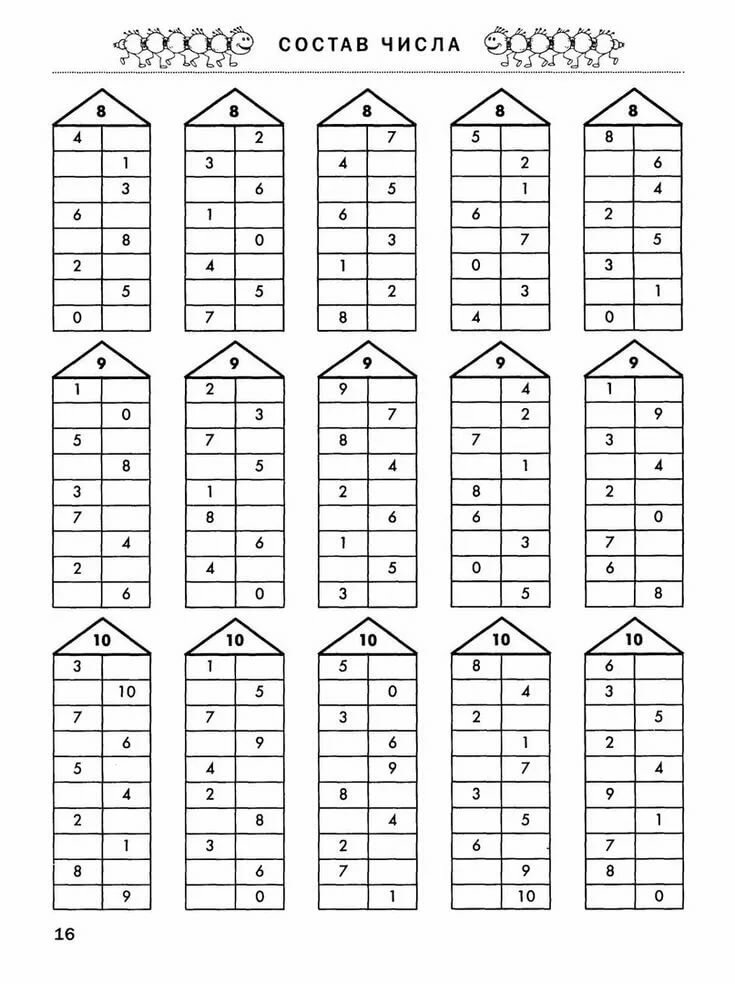 СОСТАВ ЧИСЛА
8 8 8 8 8
4 2 7 5 8
1 3 4 2 6
3 6 5 1 4
6 1 6 6 2
8 0 3 7 5
2 4 1 0 3
5 5 2 3 1
0 7 8 4 0
9 9 9 9 9
1 2 9 4 1
0 3 7 2 9
5 7 8 7 3
8 5 4 1 4
3 1 2 8 2
7 8 6 6 0
4 6 1 3 7
2 4 5 0 6
6 0 3 5 8
10 10 10 10 10
3 1 5 8 6
10 5 0 4 3
7 7 3 2 5
6 9 6 1 2
5 4 9 7 4
4 2 8 3 9
2 8 4 5 1
1 3 2 6 7
8 6 7 9 8
9 0 1 10 0
16